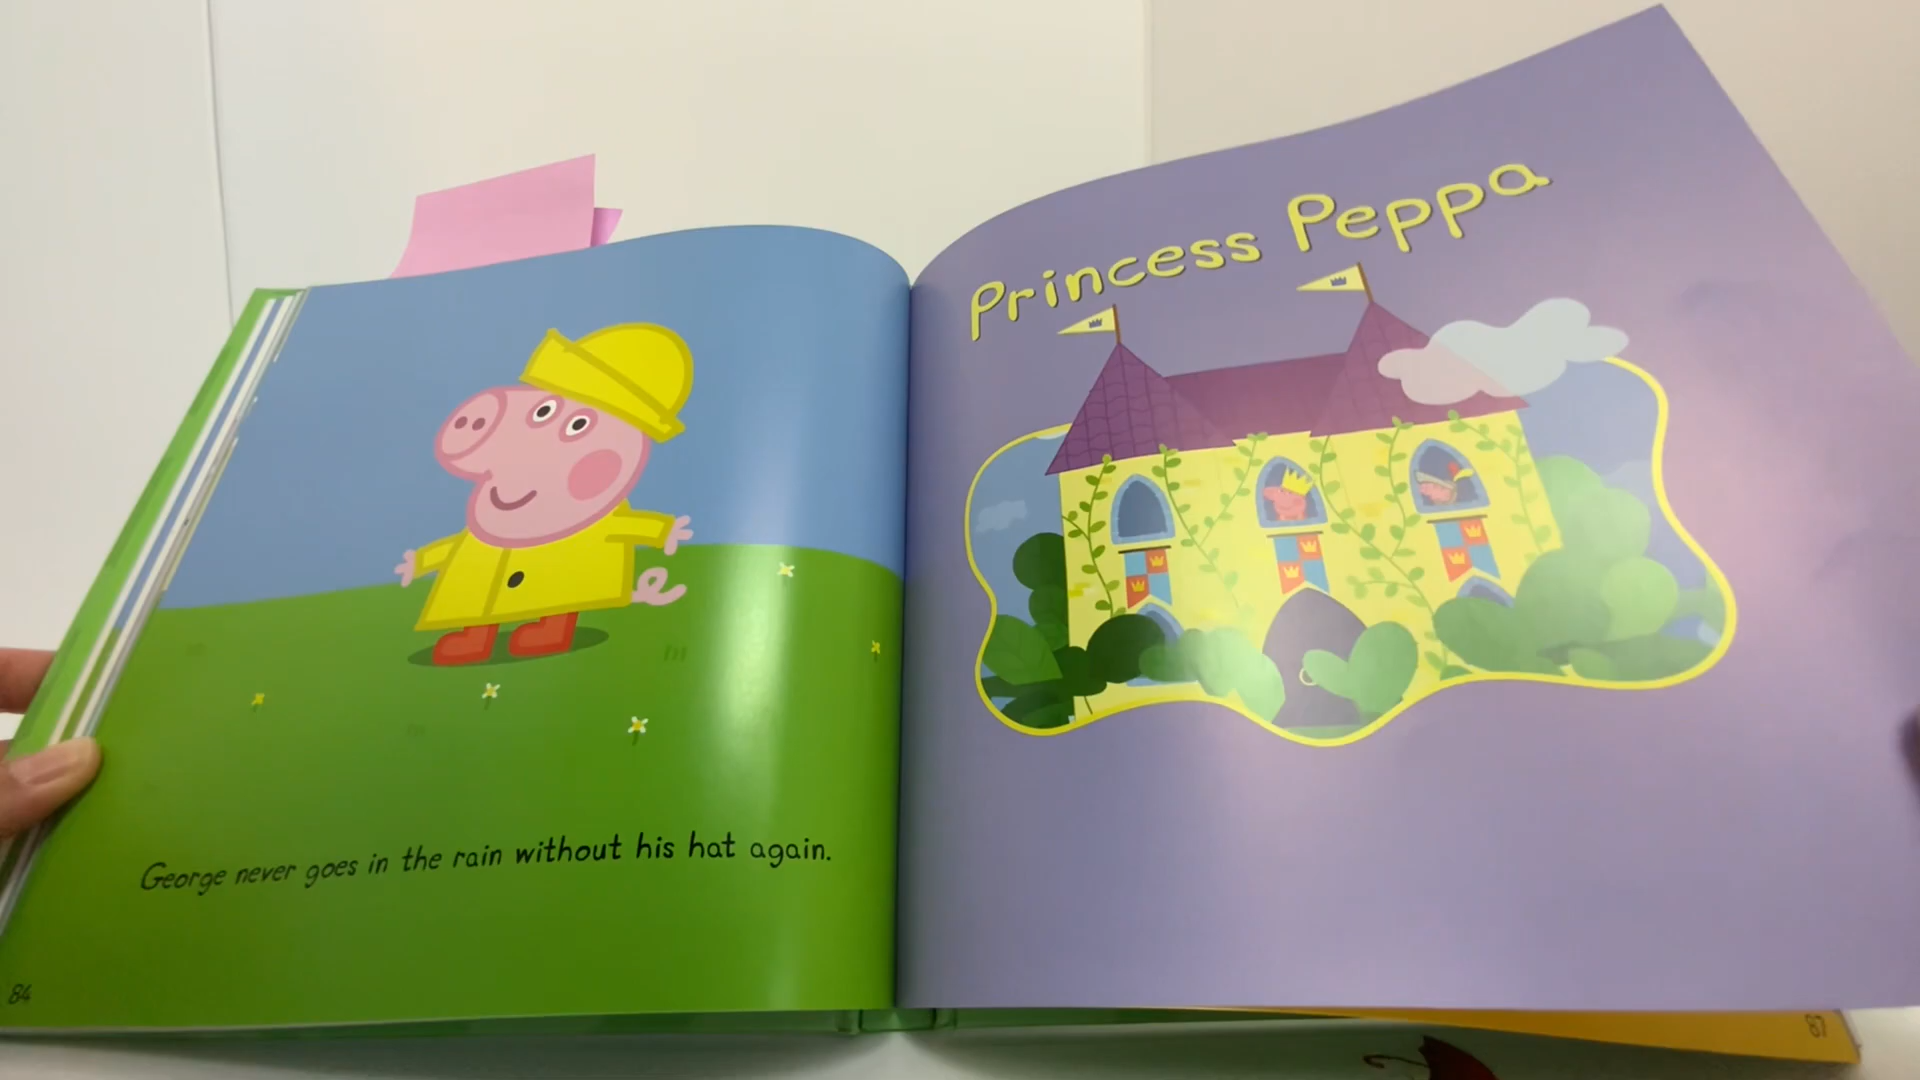 George never goes in the rain without his hat again.
84
Princess Peppa
87